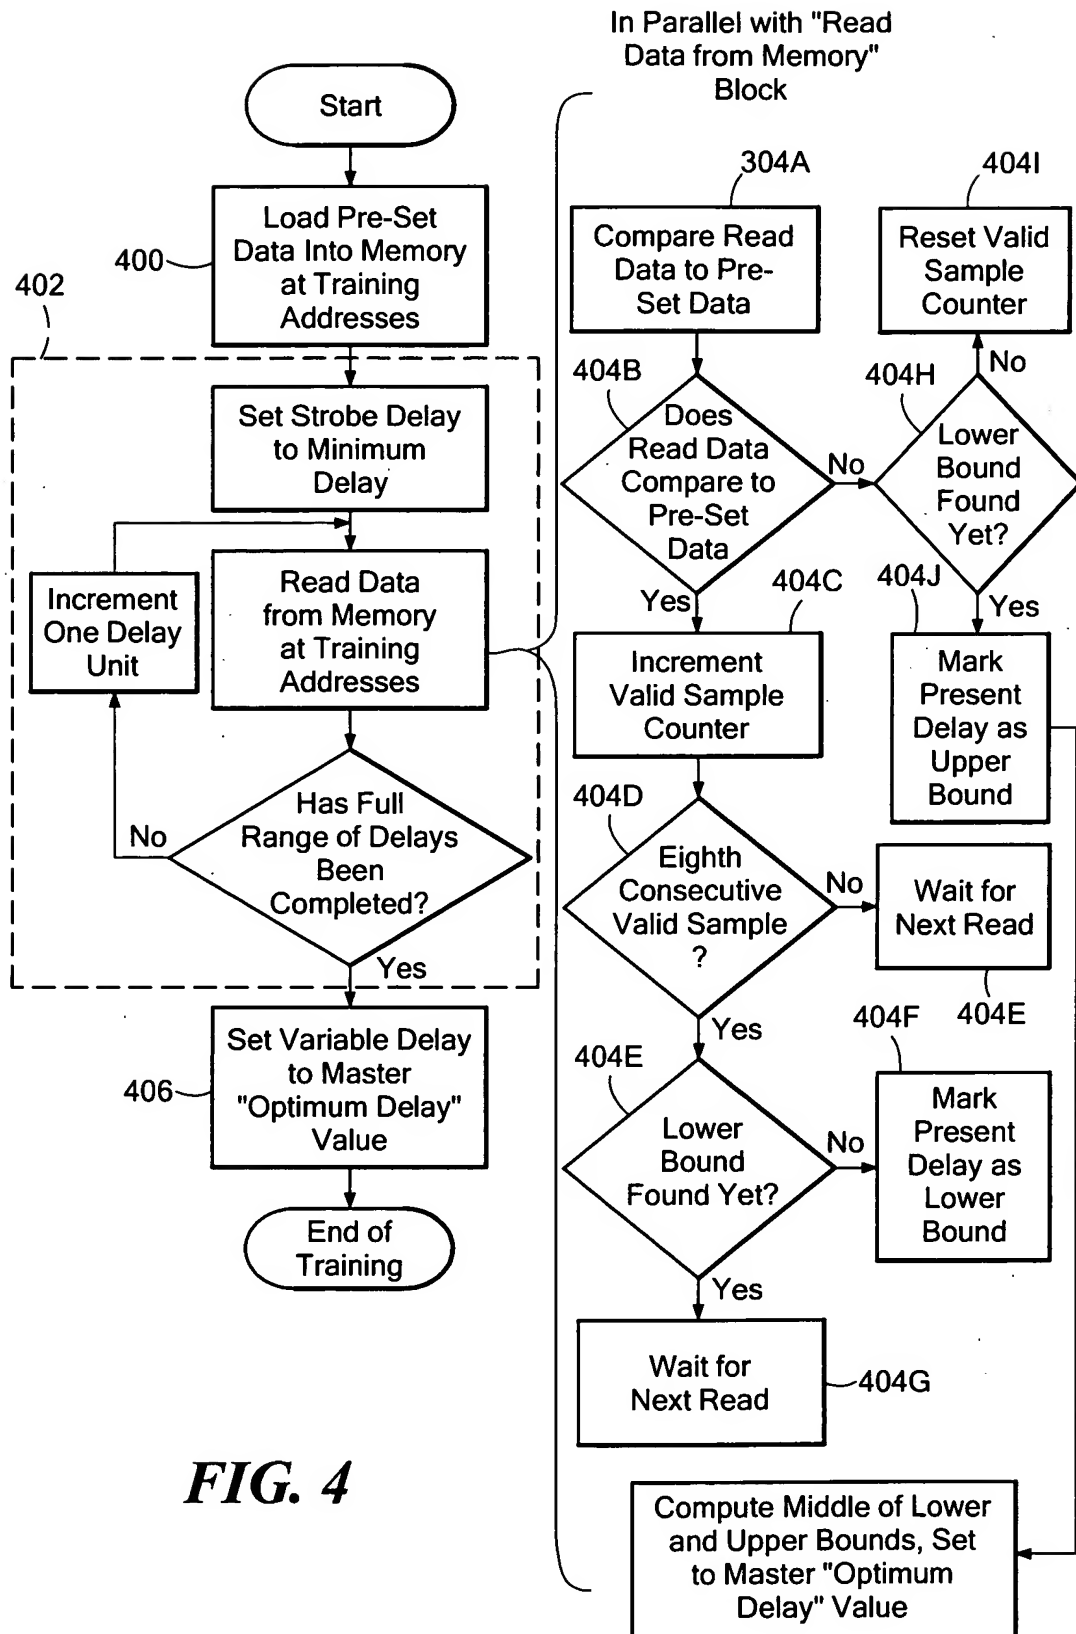 In Parallel with "Read
Data from Memory"
Block
Start
Load Pre-Set
Data Into Memory
at Training
Addresses
400
402
Set Strobe Delay
to Minimum
Delay
Increment
One Delay
Unit
Read Data
from Memory
at Training
Addresses
Has Full
Range of Delays
Been
Completed?
No
Yes
Set Variable Delay
to Master
"Optimum Delay"
Value
406
End of
Training
304A
Compare Read
Data to Pre-
Set Data
404B
Does
Read Data
Compare to
Pre-Set
Data
No
Yes
404C
Increment
Valid Sample
Counter
404D
Eighth
Consecutive
Valid Sample
?
No
Wait for
Next Read
404E
Yes
404E
Lower
Bound
Found Yet?
No
404F
Mark
Present
Delay as
Lower
Bound
Yes
Wait for
Next Read
404G
404I
Reset Valid
Sample
Counter
No
404H
Lower
Bound
Found
Yet?
Yes
404J
Mark
Present
Delay as
Upper
Bound
Compute Middle of Lower
and Upper Bounds, Set
to Master "Optimum
Delay" Value
FIG. 4